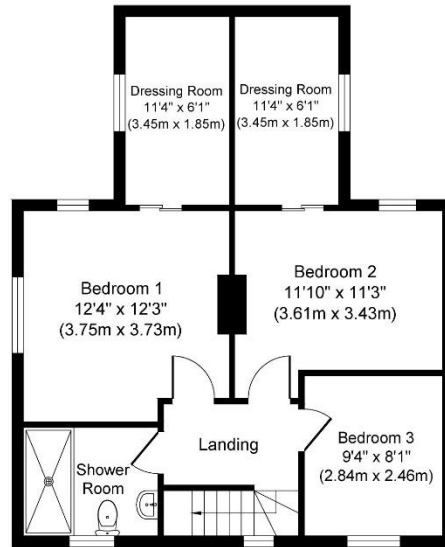 Dressing Room
11'4" x 6'1"
(3.45m x 1.85m)
Dressing Room
11'4" x 6'1"
(3.45m x 1.85m)
Bedroom 1
12'4" x 12'3"
(3.75m x 3.73m)
Bedroom 2
11'10" x 11'3"
(3.61m x 3.43m)
Landing
Bedroom 3
9'4" x 8'1"
(2.84m x 2.46m)
Shower
Room